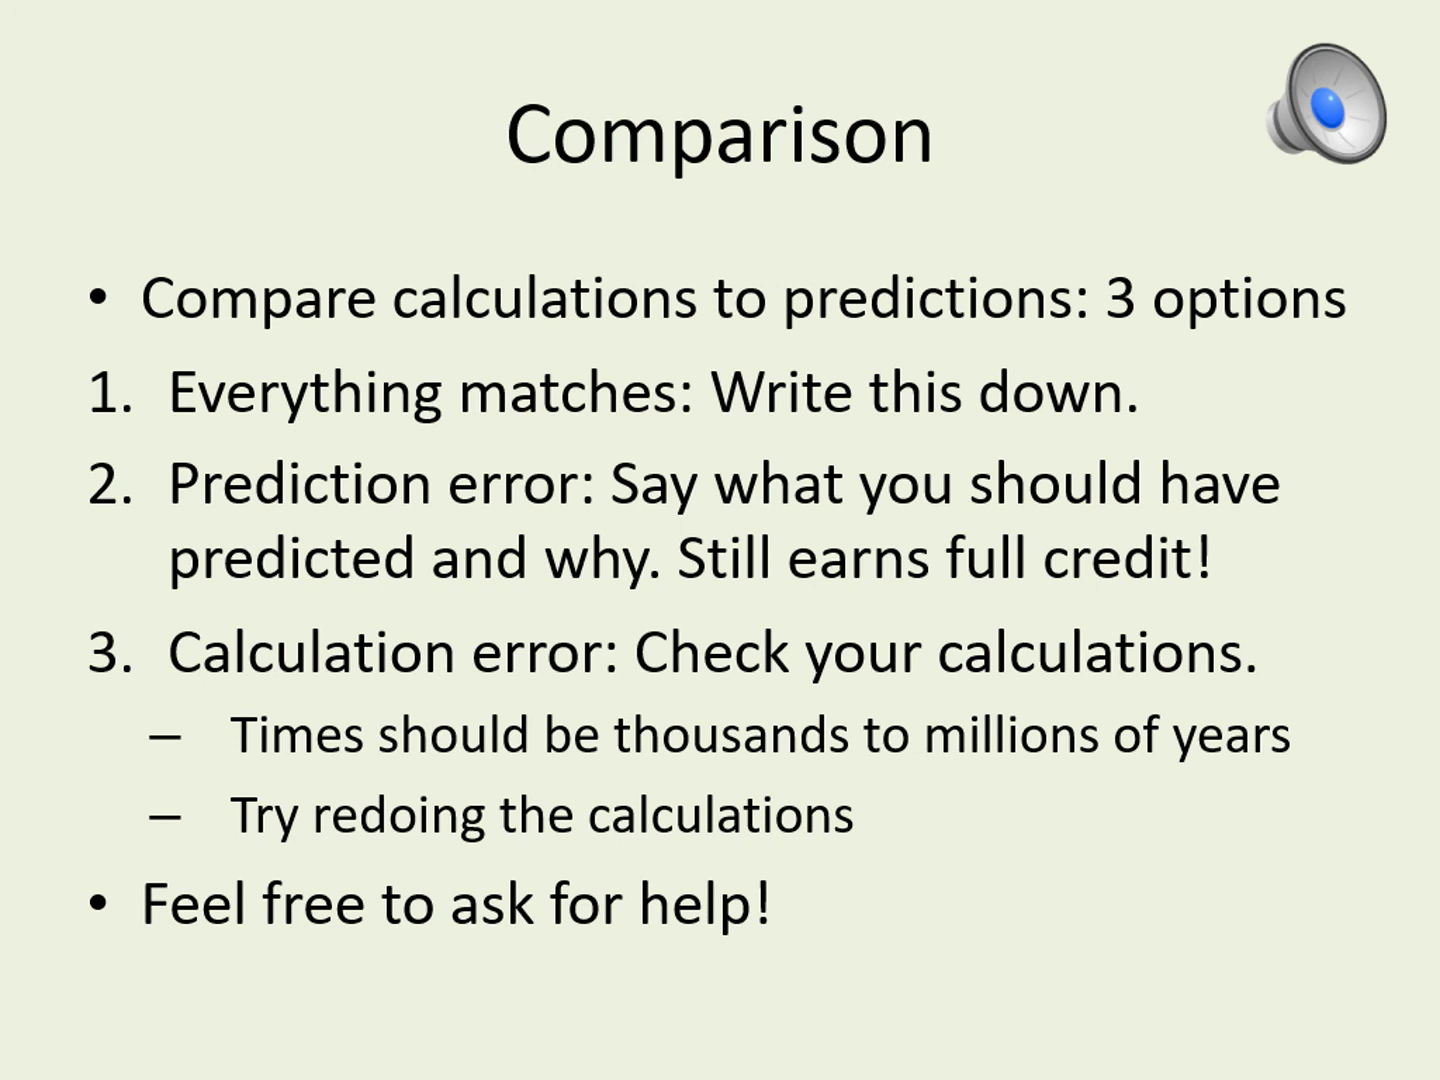 Comparison
• Compare calculations to predictions: 3 options
1. Everything matches: Write this down.
2. Prediction error: Say what you should have
predicted and why. Still earns full credit!
3. Calculation error: Check your calculations.
– Times should be thousands to millions of years
– Try redoing the calculations
• Feel free to ask for help!